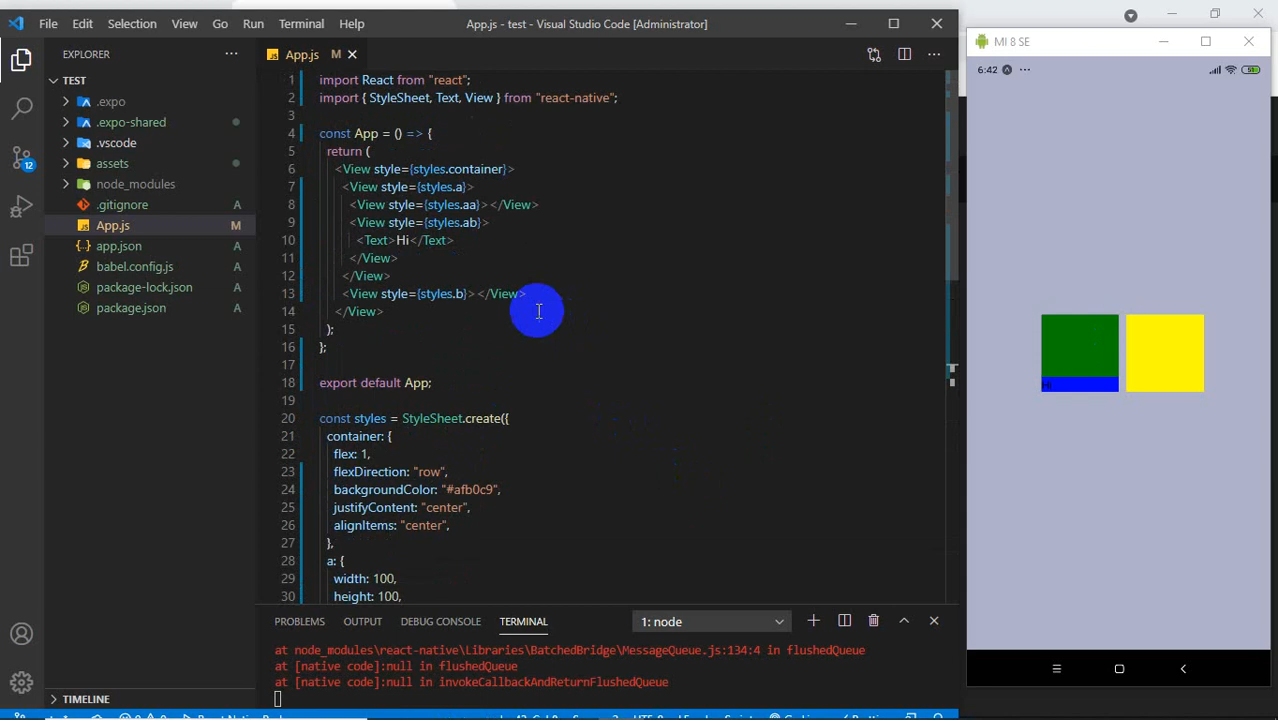 File Edit Selection View Go Run Terminal Help
App.js - test - Visual Studio Code [Administrator]
EXPLORER
TEST
.expo
.expo-shared
.vscode
assets
node_modules
.gitignore A
App.js M
app.json A
babel.config.js A
package-lock.json A
package.json A
TIMELINE
12
App.js M
1 import React from "react";
2 import { StyleSheet, Text, View } from "react-native";
3
4 const App = () => {
5 return (
6 <View style={styles.container}>
7 <View style={styles.a}>
8 <View style={styles.aa}></View>
9 <View style={styles.ab}>
10 <Text>Hi</Text>
11 </View>
12 </View>
13 <View style={styles.b}></View>
14 </View>
15 );
16 };
17
18 export default App;
19
20 const styles = StyleSheet.create({
21 container: {
22 flex: 1,
23 flexDirection: "row",
24 backgroundColor: "#afb0c9",
25 justifyContent: "center",
26 alignItems: "center",
27 },
28 a: {
29 width: 100,
30 height: 100,
PROBLEMS OUTPUT DEBUG CONSOLE TERMINAL
1: node
at node_modules\react-native\Libraries\BatchedBridge\MessageQueue.js:134:4 in flushedQueue
at [native code]:null in flushedQueue
at [native code]:null in invokeCallbackAndReturnFlushedQueue
MI 8 SE
6:42
Hi